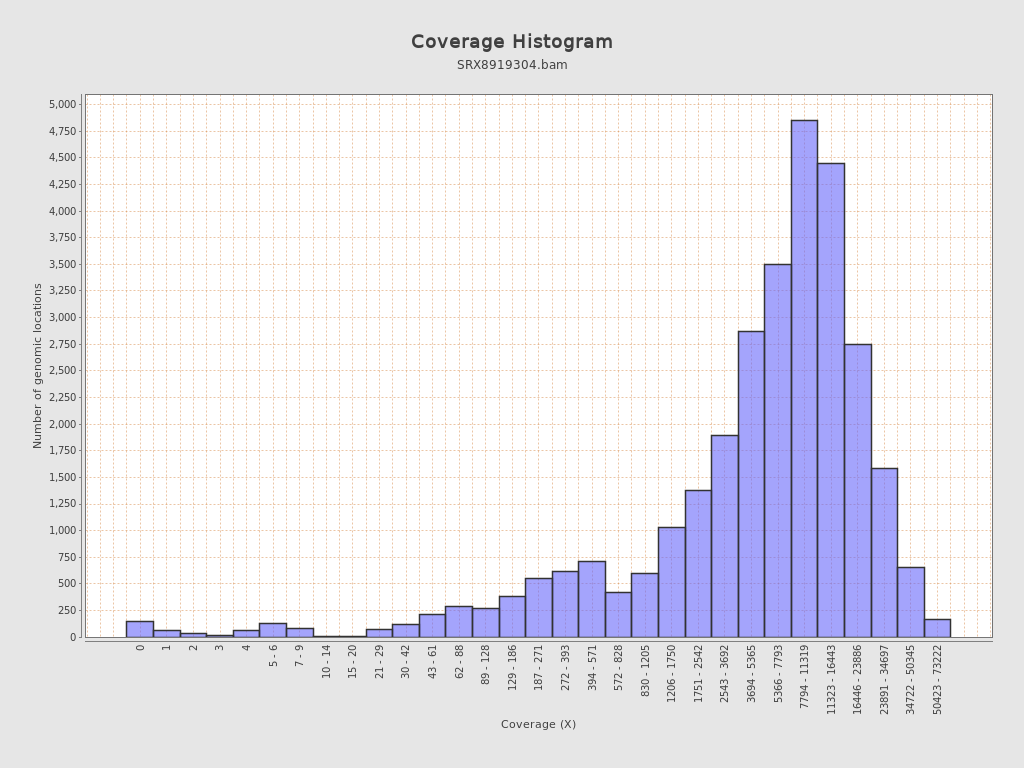 Coverage Histogram
SRX8919304.bam
Number of genomic locations
5,000
4,750
4,500
4,250
4,000
3,750
3,500
3,250
3,000
2,750
2,500
2,250
2,000
1,750
1,500
1,250
1,000
750
500
250
0
0
1
2
3
4
5 - 6
7 - 9
10 - 14
15 - 20
21 - 29
30 - 42
43 - 61
62 - 88
89 - 128
129 - 186
187 - 271
272 - 393
394 - 571
572 - 828
830 - 1205
1206 - 1750
1751 - 2542
2543 - 3692
3694 - 5365
5366 - 7793
7794 - 11319
11323 - 16443
16446 - 23886
23891 - 34697
34722 - 50345
50423 - 73222
Coverage (X)